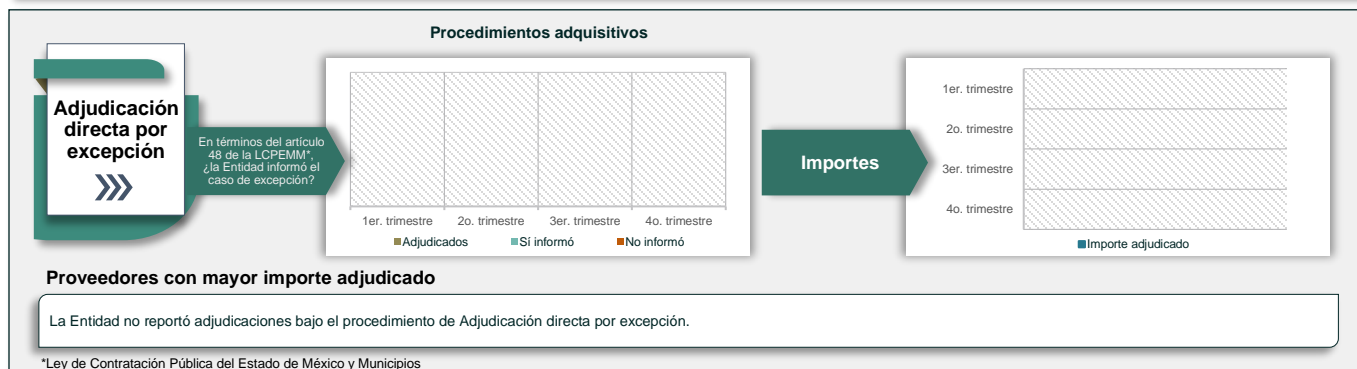 Procedimientos adquisitivos
Adjudicación
directa por
excepción
En términos del artículo
48 de la LCPEMM*,
¿la Entidad informó el
caso de excepción?
1er. trimestre 2o. trimestre 3er. trimestre 4o. trimestre
Adjudicados Sí informó No informó
Importes
1er. trimestre
2o. trimestre
3er. trimestre
4o. trimestre
Importe adjudicado
Proveedores con mayor importe adjudicado
La Entidad no reportó adjudicaciones bajo el procedimiento de Adjudicación directa por excepción.
*Ley de Contratación Pública del Estado de México y Municipios